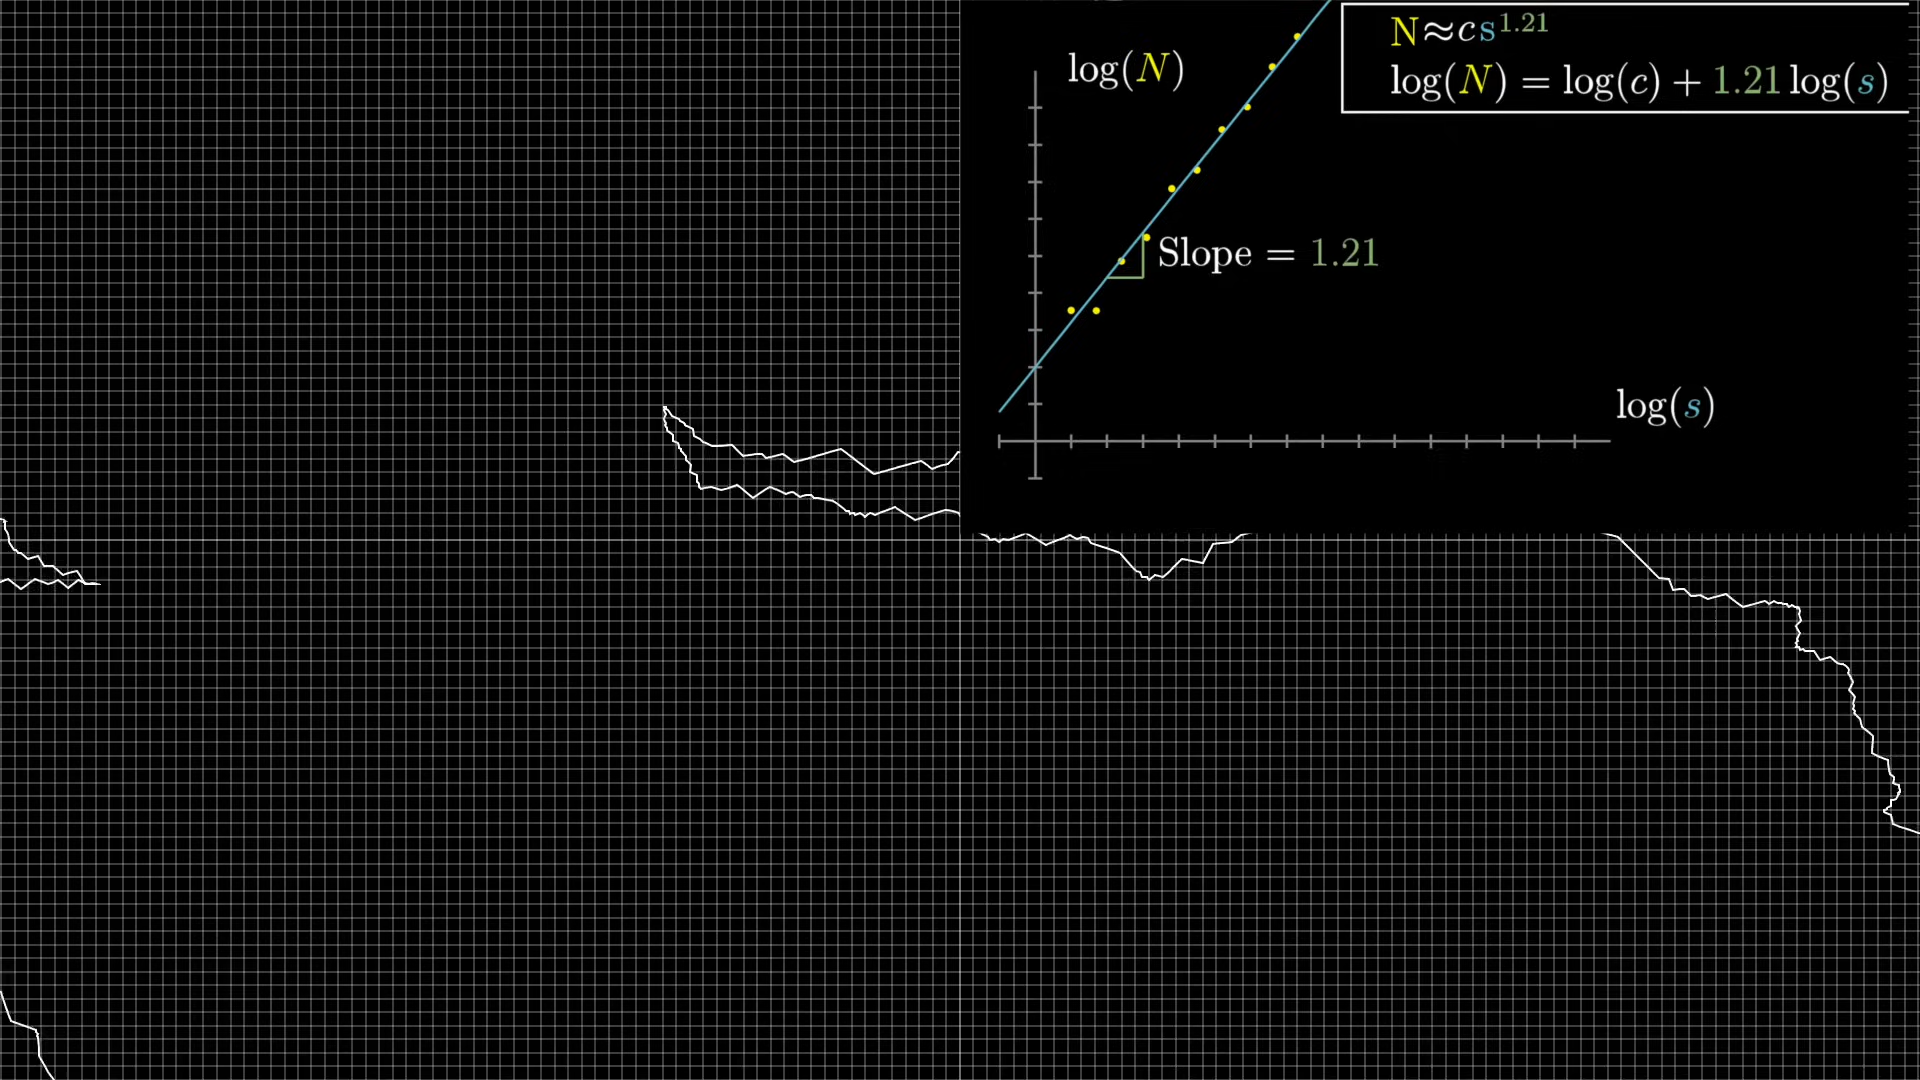 N≈cs^1.21
log(N) = log(c) + 1.21 log(s)
log(N)
Slope = 1.21
log(s)